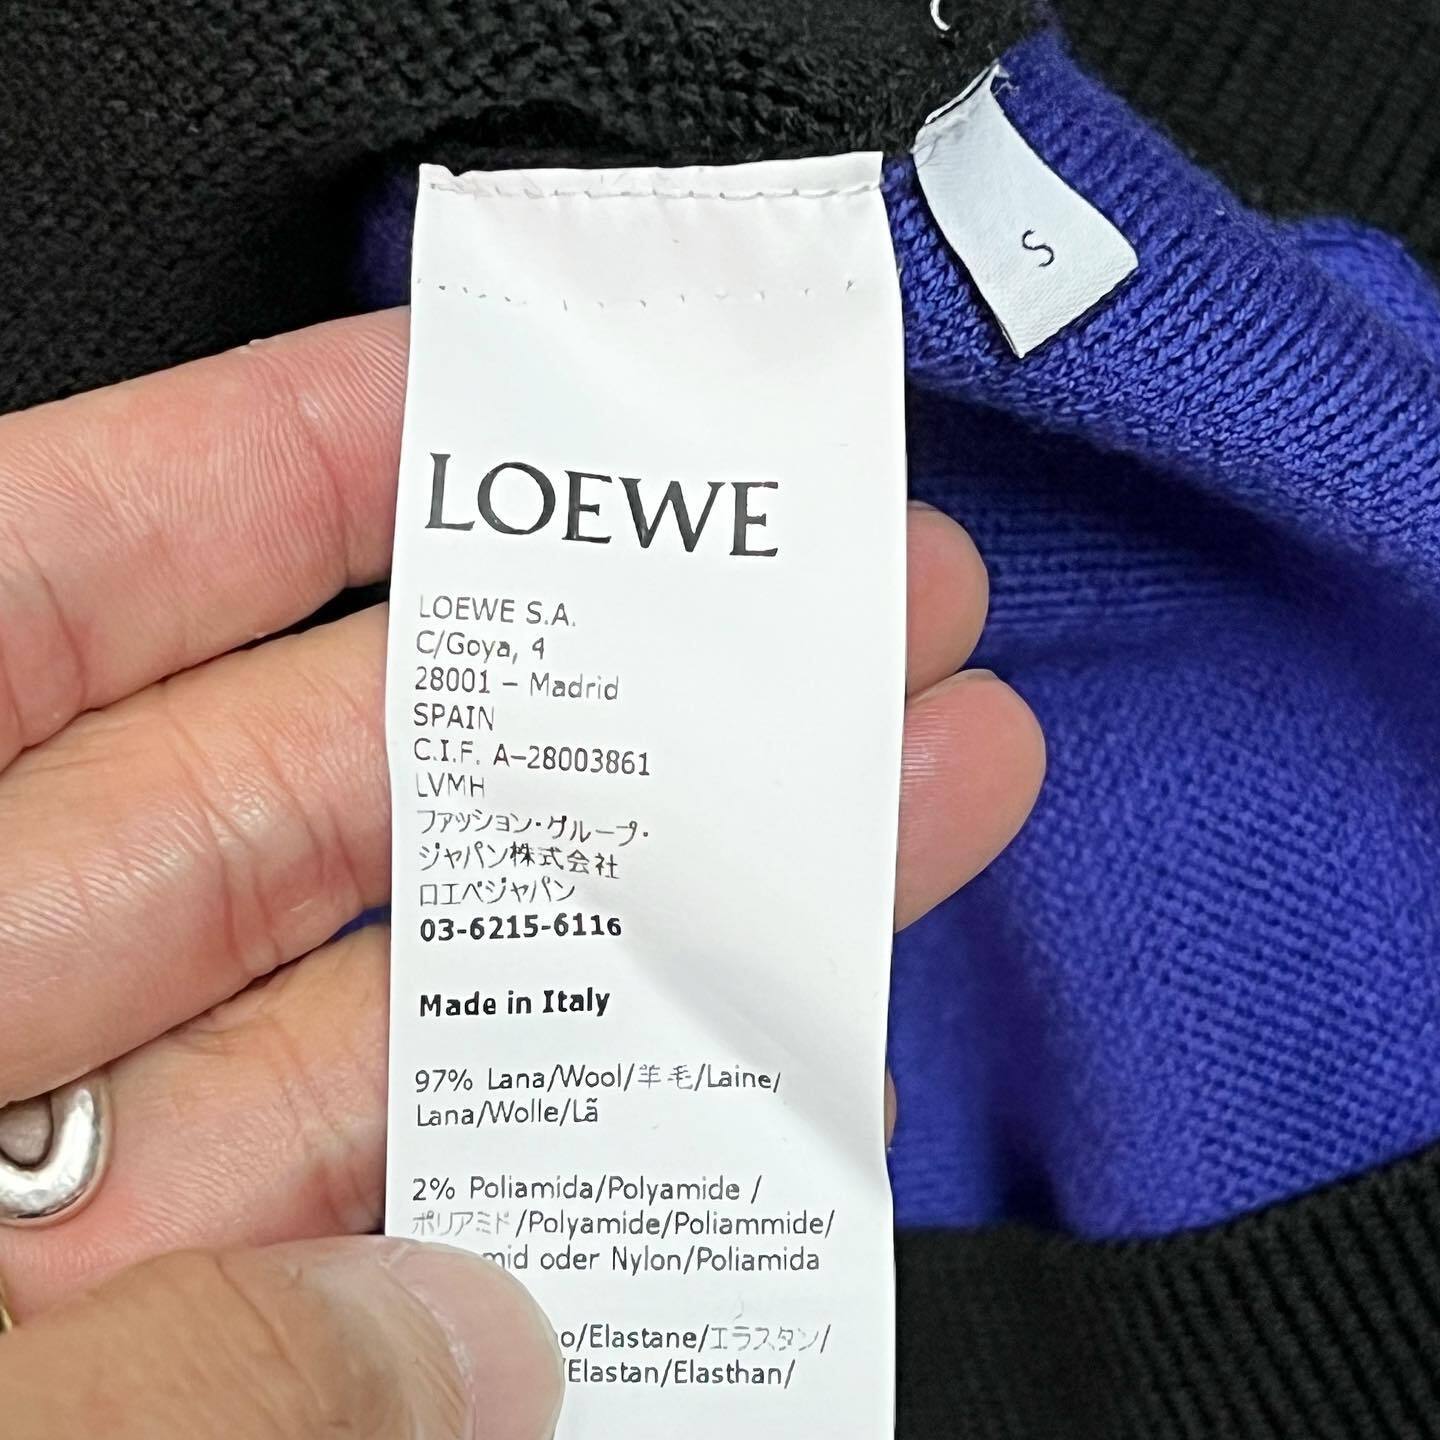 S
LOEWE
LOEWE S.A.
C/Goya, 4
28001 – Madrid
SPAIN
C.I.F. A-28003861
LVMH
ファッション・グループ・
ジャパン株式会社
ロエベジャパン
03-6215-6116
Made in Italy
97% Lana/Wool/羊毛/Laine/
Lana/Wolle/Lã
2% Poliamida/Polyamide /
ポリアミド/Polyamide/Poliammide/
oder Nylon/Poliamida
/Elastane/エラスタン/
/Elastan/Elasthan/